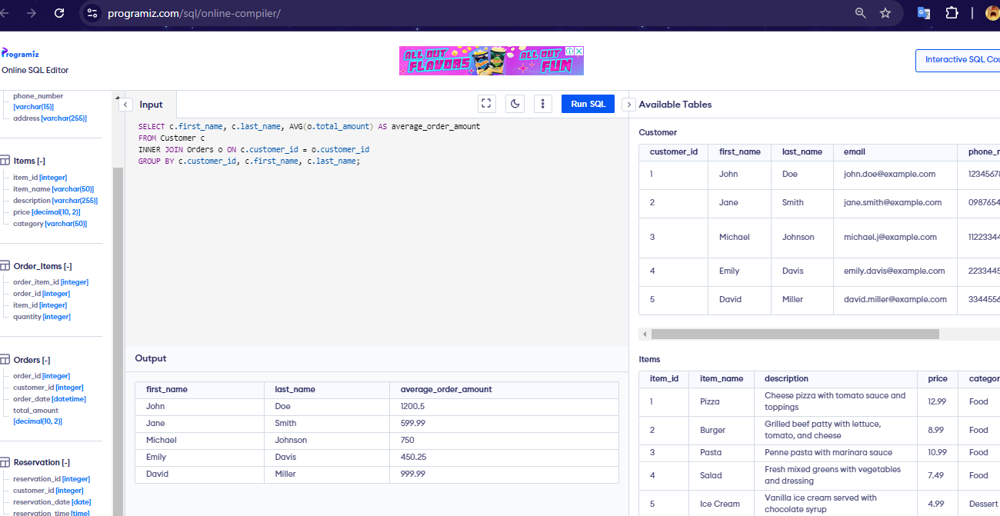 programiz.com/sql/online-compiler/
Programiz
Online SQL Editor
ALL OUT FLAVORS
ALL OUT FUN
Interactive SQL Cou
phone_number
[varchar(15)]
address [varchar(255)]
Items [-]
item_id [integer]
item_name [varchar(50)]
description [varchar(255)]
price [decimal(10, 2)]
category [varchar(50)]
Order_Items [-]
order_item_id [integer]
order_id [integer]
item_id [integer]
quantity [integer]
Orders [-]
order_id [integer]
customer_id [integer]
order_date [datetime]
total_amount
[decimal(10, 2)]
Reservation [-]
reservation_id [integer]
customer_id [integer]
reservation_date [date]
reservation_time [time]
Input
Run SQL
SELECT c.first_name, c.last_name, AVG(o.total_amount) AS average_order_amount
FROM Customer c
INNER JOIN Orders o ON c.customer_id = o.customer_id
GROUP BY c.customer_id, c.first_name, c.last_name;
Output
first_name last_name average_order_amount
John Doe 1200.5
Jane Smith 599.99
Michael Johnson 750
Emily Davis 450.25
David Miller 999.99
Available Tables
Customer
customer_id first_name last_name email phone_n
1 John Doe john.doe@example.com 12345678
2 Jane Smith jane.smith@example.com 0987654
3 Michael Johnson michael.j@example.com 11223344
4 Emily Davis emily.davis@example.com 2233445
5 David Miller david.miller@example.com 3344556
Items
item_id item_name description price categor
1 Pizza Cheese pizza with tomato sauce and toppings 12.99 Food
2 Burger Grilled beef patty with lettuce, tomato, and cheese 8.99 Food
3 Pasta Penne pasta with marinara sauce 10.99 Food
4 Salad Fresh mixed greens with vegetables and dressing 7.49 Food
5 Ice Cream Vanilla ice cream served with chocolate syrup 4.99 Dessert